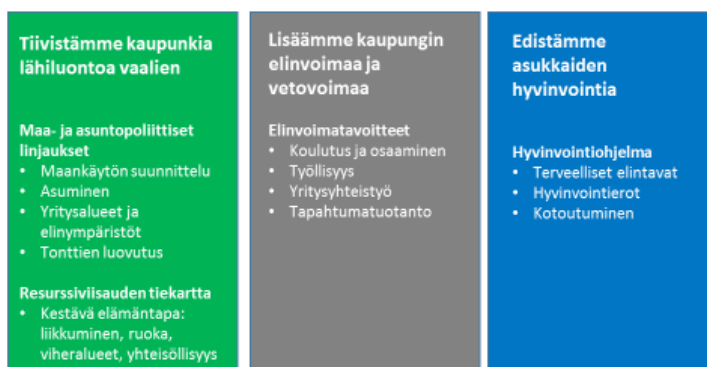 Tiivistämme kaupunkia
lähiluontoa vaalien
Maa- ja asuntopoliittiset
linjaukset
• Maankäytön suunnittelu
• Asuminen
• Yritysalueet ja
elinympäristöt
• Tonttien luovutus
Resurssiviisauden tiekartta
• Kestävä elämäntapa:
liikkuminen, ruoka,
viheralueet, yhteisöllisyys
Lisäämme kaupungin
elinvoimaa ja
vetovoimaa
Elinvoimatavoitteet
• Koulutus ja osaaminen
• Työllisyys
• Yritysyhteistyö
• Tapahtumatuotanto
Edistämme
asukkaiden
hyvinvointia
Hyvinvointiohjelma
• Terveelliset elintavat
• Hyvinvointierot
• Kotoutuminen